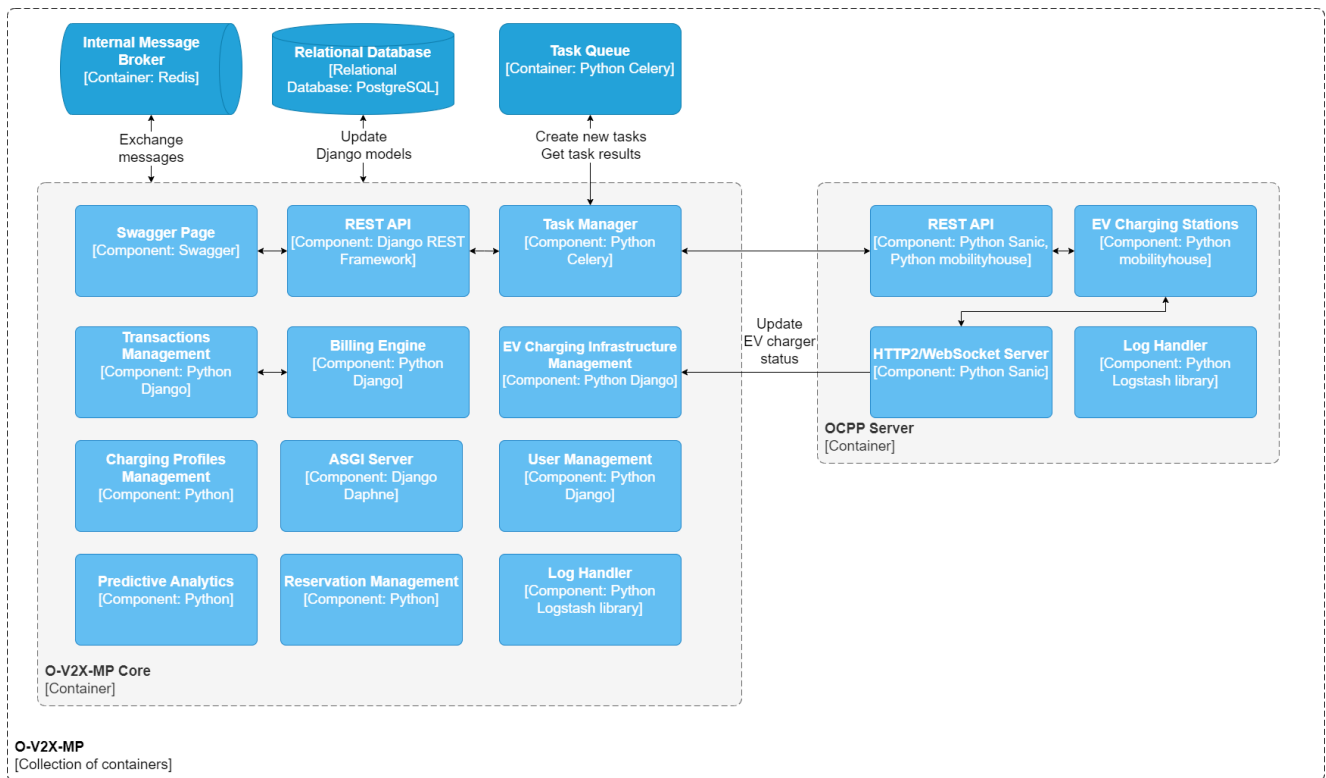 Internal Message
Broker
[Container: Redis]
Relational Database
[Relational
Database: PostgreSQL]
Task Queue
[Container: Python Celery]
Exchange
messages
Update
Django models
Create new tasks
Get task results
Swagger Page
[Component: Swagger]
REST API
[Component: Django REST
Framework]
Task Manager
[Component: Python
Celery]
REST API
[Component: Python Sanic,
Python mobilityhouse]
EV Charging Stations
[Component: Python
mobilityhouse]
Transactions
Management
[Component: Python
Django]
Billing Engine
[Component: Python
Django]
EV Charging Infrastructure
Management
[Component: Python Django]
Update
EV charger
status
HTTP2/WebSocket Server
[Component: Python Sanic]
Log Handler
[Component: Python
Logstash library]
OCPP Server
[Container]
Charging Profiles
Management
[Component: Python]
ASGI Server
[Component: Django
Daphne]
User Management
[Component: Python
Django]
Predictive Analytics
[Component: Python]
Reservation Management
[Component: Python]
Log Handler
[Component: Python
Logstash library]
O-V2X-MP Core
[Container]
O-V2X-MP
[Collection of containers]